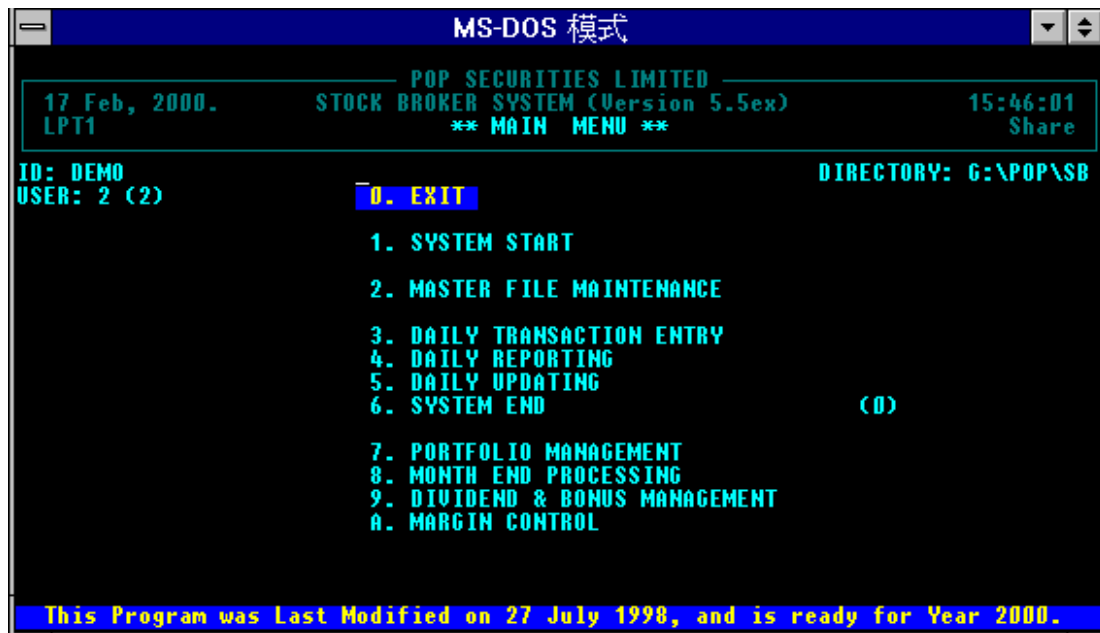 MS-DOS 模式
POP SECURITIES LIMITED
17 Feb, 2000. STOCK BROKER SYSTEM (Version 5.5ex) 15:46:01
LPT1 ** MAIN MENU ** Share
ID: DEMO DIRECTORY: G:\POP\SB
USER: 2 (2) 0. EXIT
1. SYSTEM START
2. MASTER FILE MAINTENANCE
3. DAILY TRANSACTION ENTRY
4. DAILY REPORTING
5. DAILY UPDATING
6. SYSTEM END (0)
7. PORTFOLIO MANAGEMENT
8. MONTH END PROCESSING
9. DIVIDEND & BONUS MANAGEMENT
A. MARGIN CONTROL
This Program was Last Modified on 27 July 1998, and is ready for Year 2000.